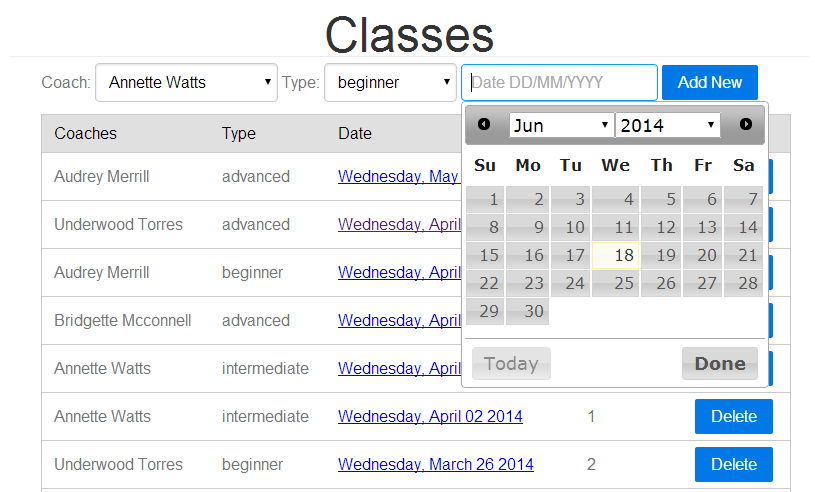 Classes
Coach: Annette Watts Type: beginner Date DD/MM/YYYY Add New
Jun 2014
Coaches Type Date
Su Mo Tu We Th Fr Sa
Audrey Merrill advanced Wednesday, May
1 2 3 4 5 6 7
Underwood Torres advanced Wednesday, April
8 9 10 11 12 13 14
15 16 17 18 19 20 21
Audrey Merrill beginner Wednesday, April
22 23 24 25 26 27 28
29 30
Bridgette Mcconnell advanced Wednesday, April
Annette Watts intermediate Wednesday, April
Today Done
Annette Watts intermediate Wednesday, April 02 2014 1 Delete
Underwood Torres beginner Wednesday, March 26 2014 2 Delete